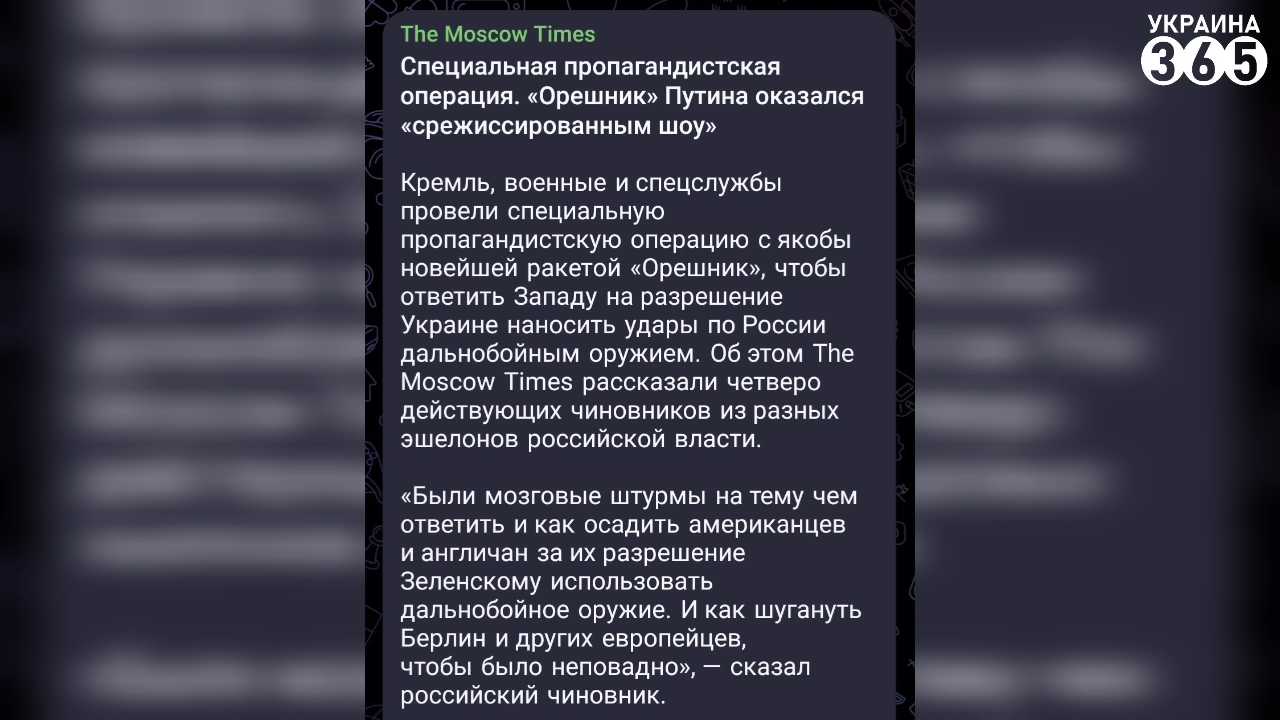 The Moscow Times
Специальная пропагандистская
операция. «Орешник» Путина оказался
«срежиссированным шоу»
Кремль, военные и спецслужбы
провели специальную
пропагандистскую операцию с якобы
новейшей ракетой «Орешник», чтобы
ответить Западу на разрешение
Украине наносить удары по России
дальнобойным оружием. Об этом The
Moscow Times рассказали четверо
действующих чиновников из разных
эшелонов российской власти.
«Были мозговые штурмы на тему чем
ответить и как осадить американцев
и англичан за их разрешение
Зеленскому использовать
дальнобойное оружие. И как шугануть
Берлин и других европейцев,
чтобы было неповадно», — сказал
российский чиновник.
УКРАИНА
365